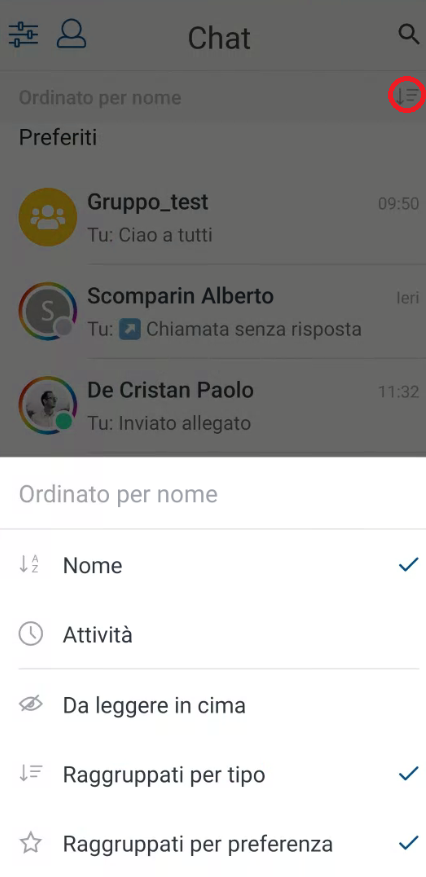 Chat
Ordinato per nome
Preferiti
Gruppo_test 09:50
Tu: Ciao a tutti
S
Scomparin Alberto Ieri
Tu: Chiamata senza risposta
De Cristan Paolo 11:32
Tu: Inviato allegato
Ordinato per nome
Nome
Attività
Da leggere in cima
Raggruppati per tipo
Raggruppati per preferenza